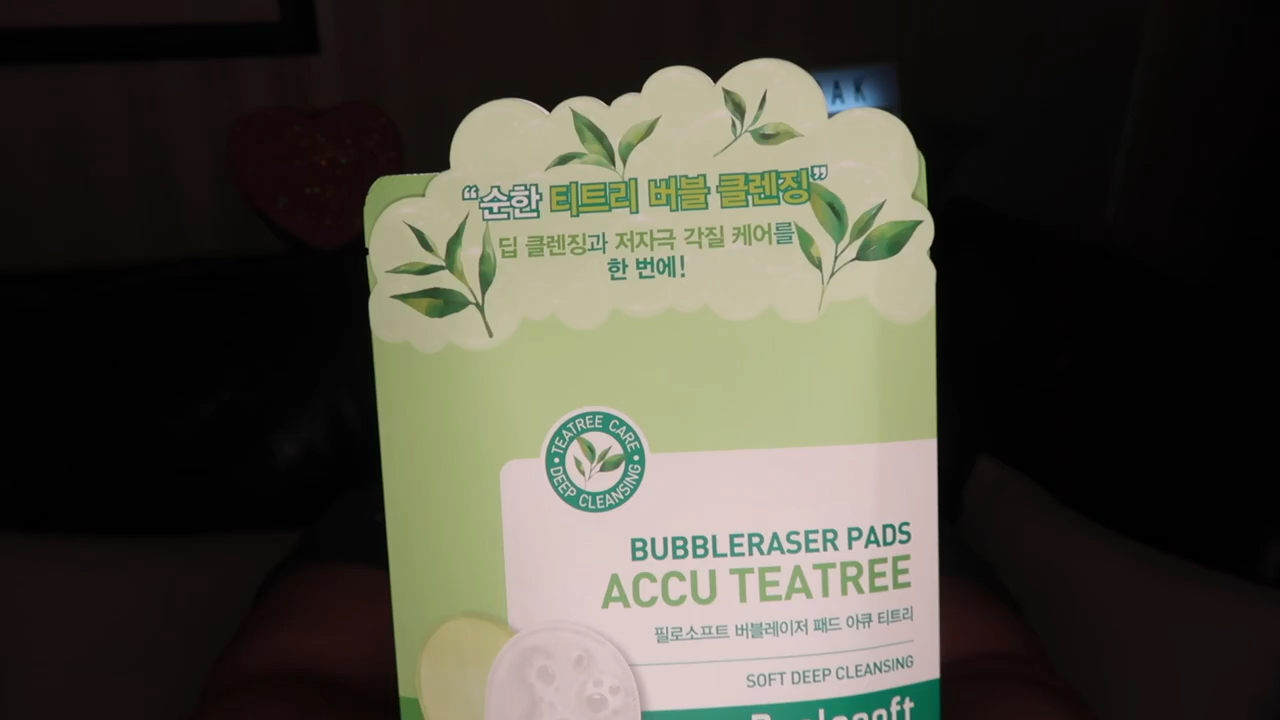 AK
“순한 티트리 버블 클렌징”
딥 클렌징과 저자극 각질 케어를
한 번에!
TEATREE CARE
DEEP CLEANSING
BUBBLERASER PADS
ACCU TEATREE
필로소프트 버블레이저 패드 아큐 티트리
SOFT DEEP CLEANSING